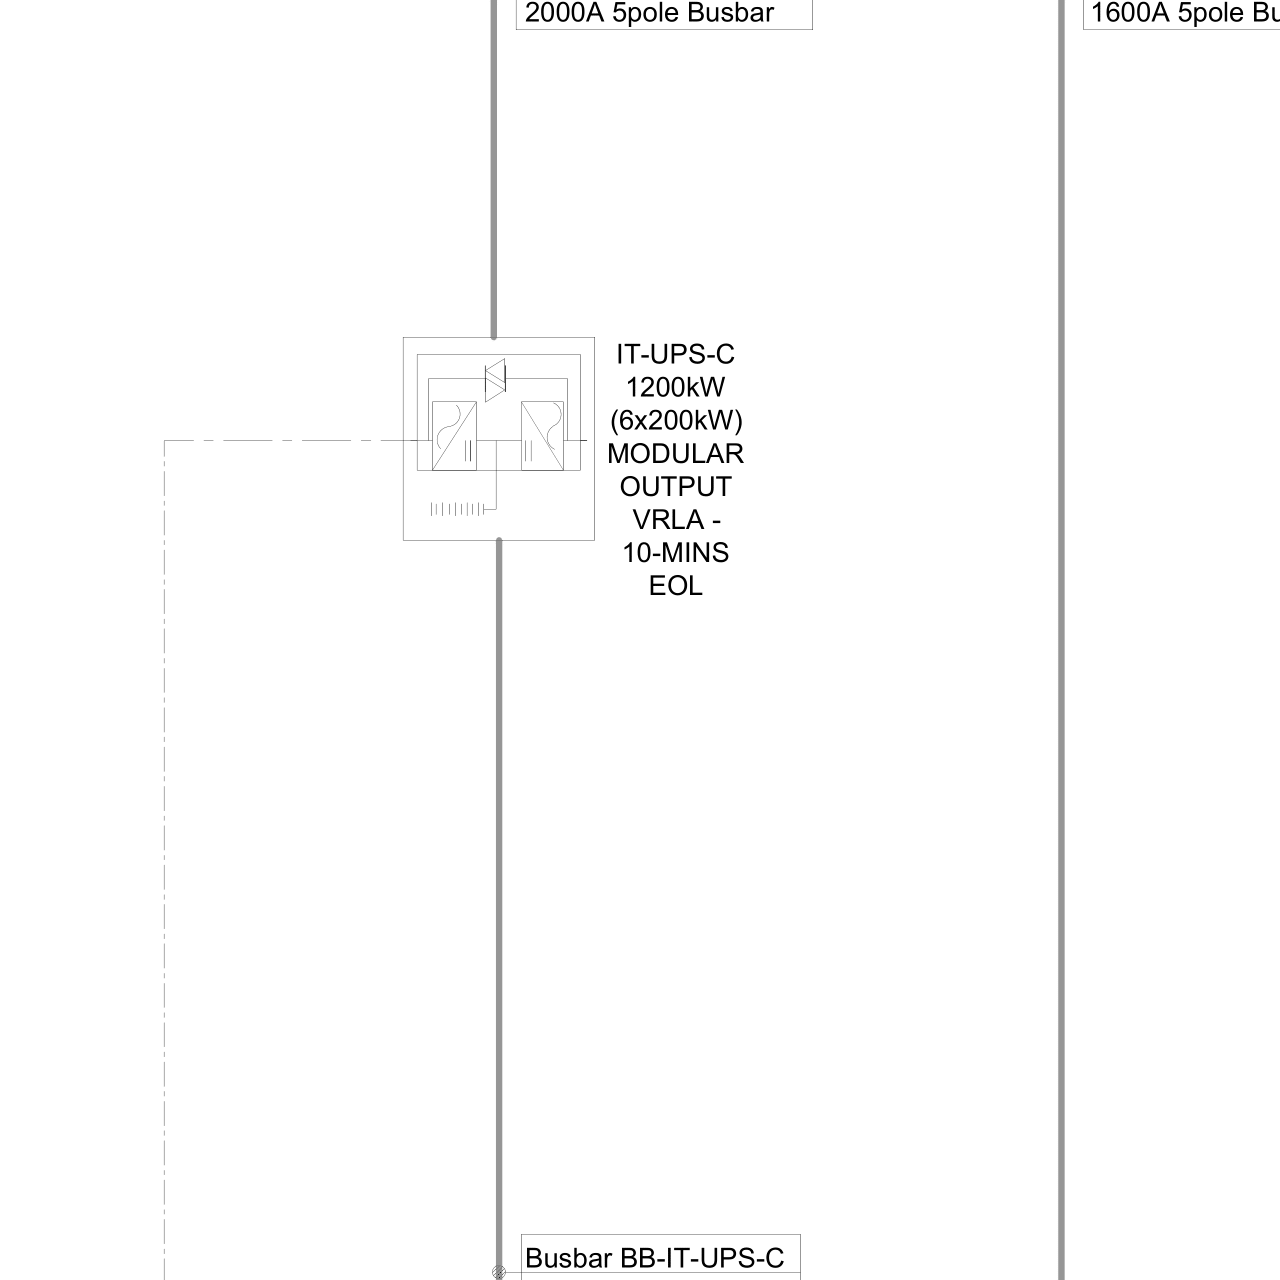 2000A 5pole Busbar
1600A 5pole
IT-UPS-C
1200kW
(6x200kW)
MODULAR
OUTPUT
VRLA -
10-MINS
EOL
Busbar BB-IT-UPS-C